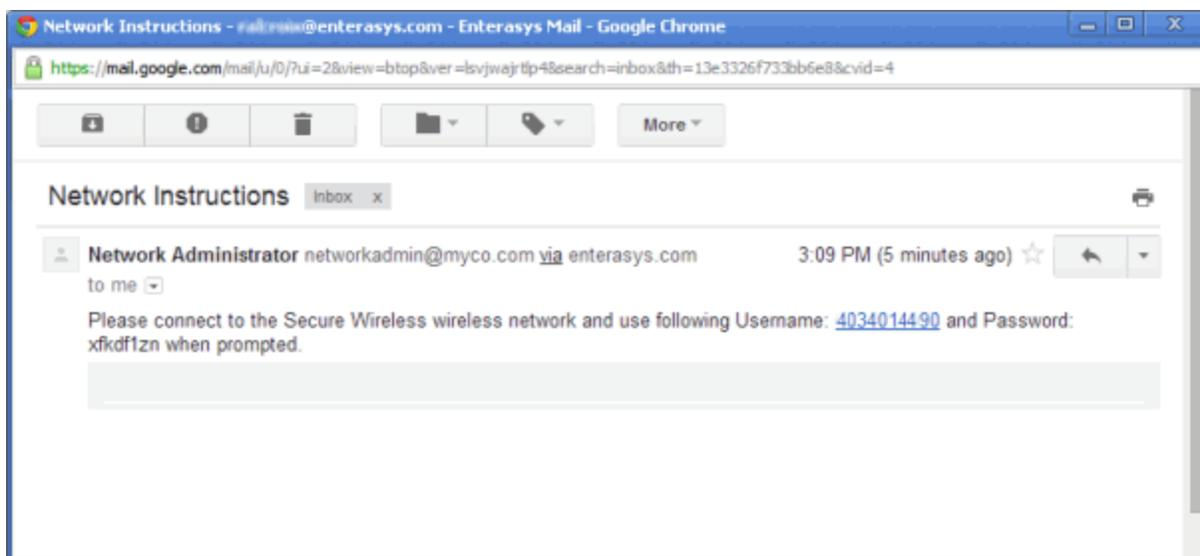 Network Instructions - @enterasys.com - Enterasys Mail - Google Chrome
https://mail.google.com/mail/u/0/?ui=2&view=btop&ver=lsvjwajrtlp4&search=inbox&th=13e3326f733bb6e8&cvid=4
More
Network Instructions Inbox x
Network Administrator networkadmin@myco.com via enterasys.com 3:09 PM (5 minutes ago)
to me
Please connect to the Secure Wireless wireless network and use following Username: 4034014490 and Password:
xfkdf1zn when prompted.